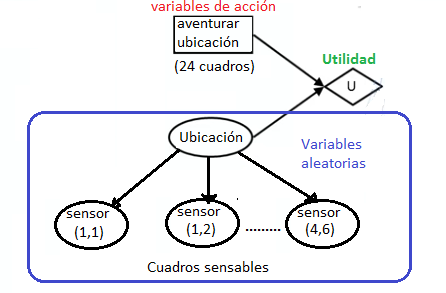 variables de acción
aventurar
ubicación
(24 cuadros)
Utilidad
U
Ubicación
Variables
aleatorias
sensor
(1,1)
sensor
(1,2)
.........
sensor
(4,6)
Cuadros sensables